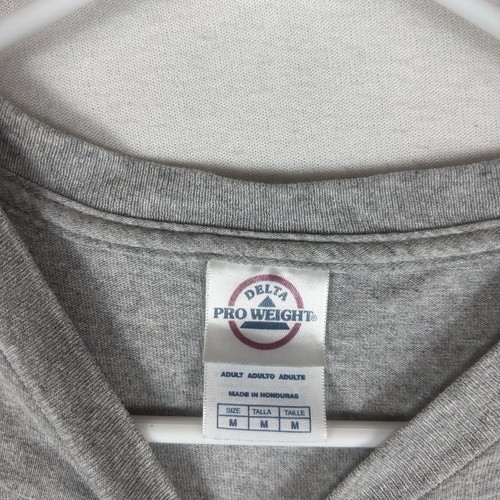 DELTA
PRO WEIGHT®
ADULT ADULTO ADULTE
MADE IN HONDURAS
SIZE TALLA TAILLE
M M M